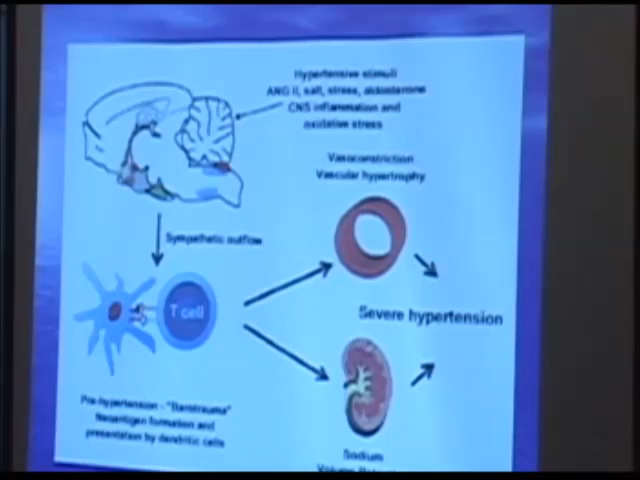 Hypertensive stimuli
ANG II, salt, stress, aldosterone
CNS inflammation and
oxidative stress
Vasoconstriction
Vascular hypertrophy
Sympathetic outflow
T cell
Severe hypertension
Pre-hypertension - "Barotrauma"
Neoantigen formation and
presentation by dendritic cells
Sodium
Volume